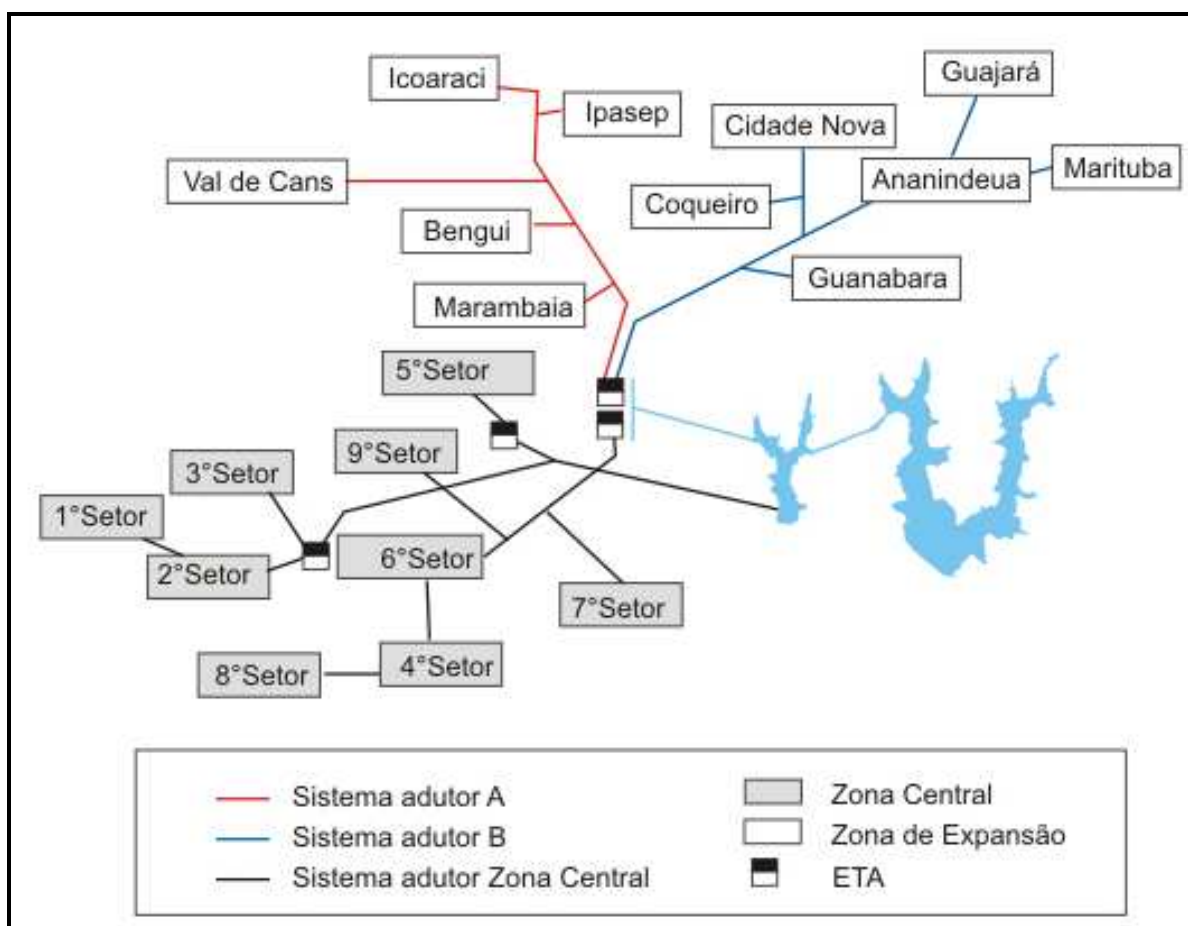 Guajará
Icoaraci
Ipasep
Cidade Nova
Marituba
Val de Cans
Ananindeua
Coqueiro
Bengui
Guanabara
Marambaia
5°Setor
9°Setor
3°Setor
1°Setor
6°Setor
2°Setor
7°Setor
4°Setor
8°Setor
Sistema adutor A
Sistema adutor B
Sistema adutor Zona Central
Zona Central
Zona de Expansão
ETA